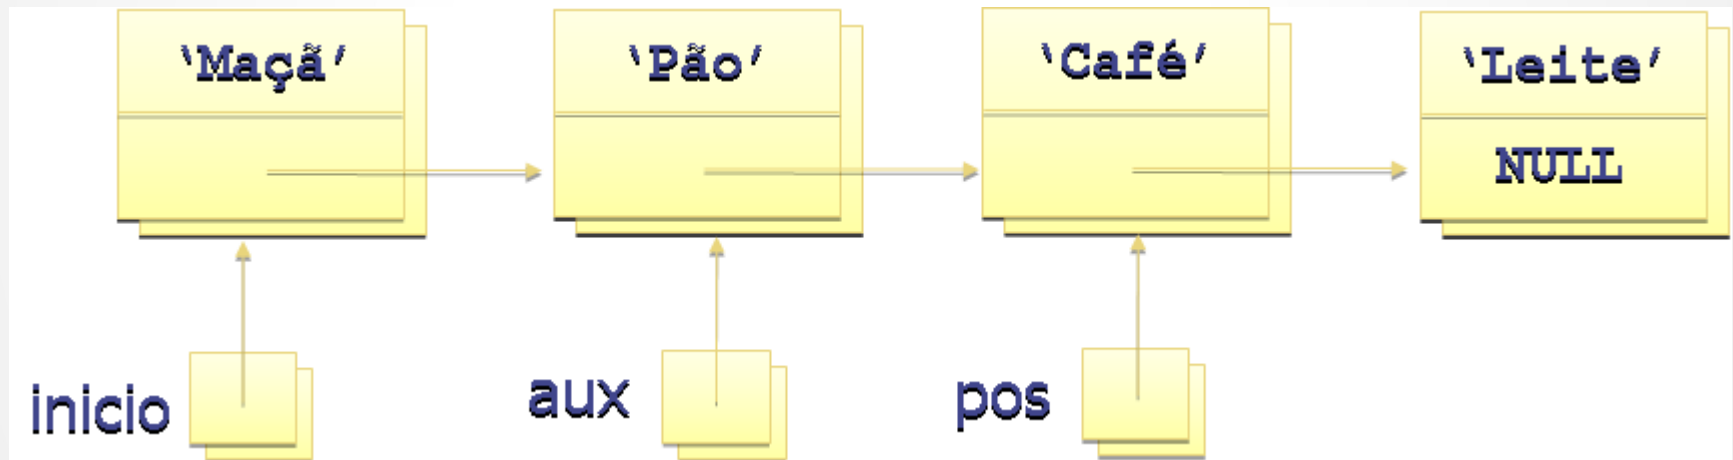 ‘Maçã’ ‘Pão’ ‘Café’ ‘Leite’
NULL
inicio aux pos